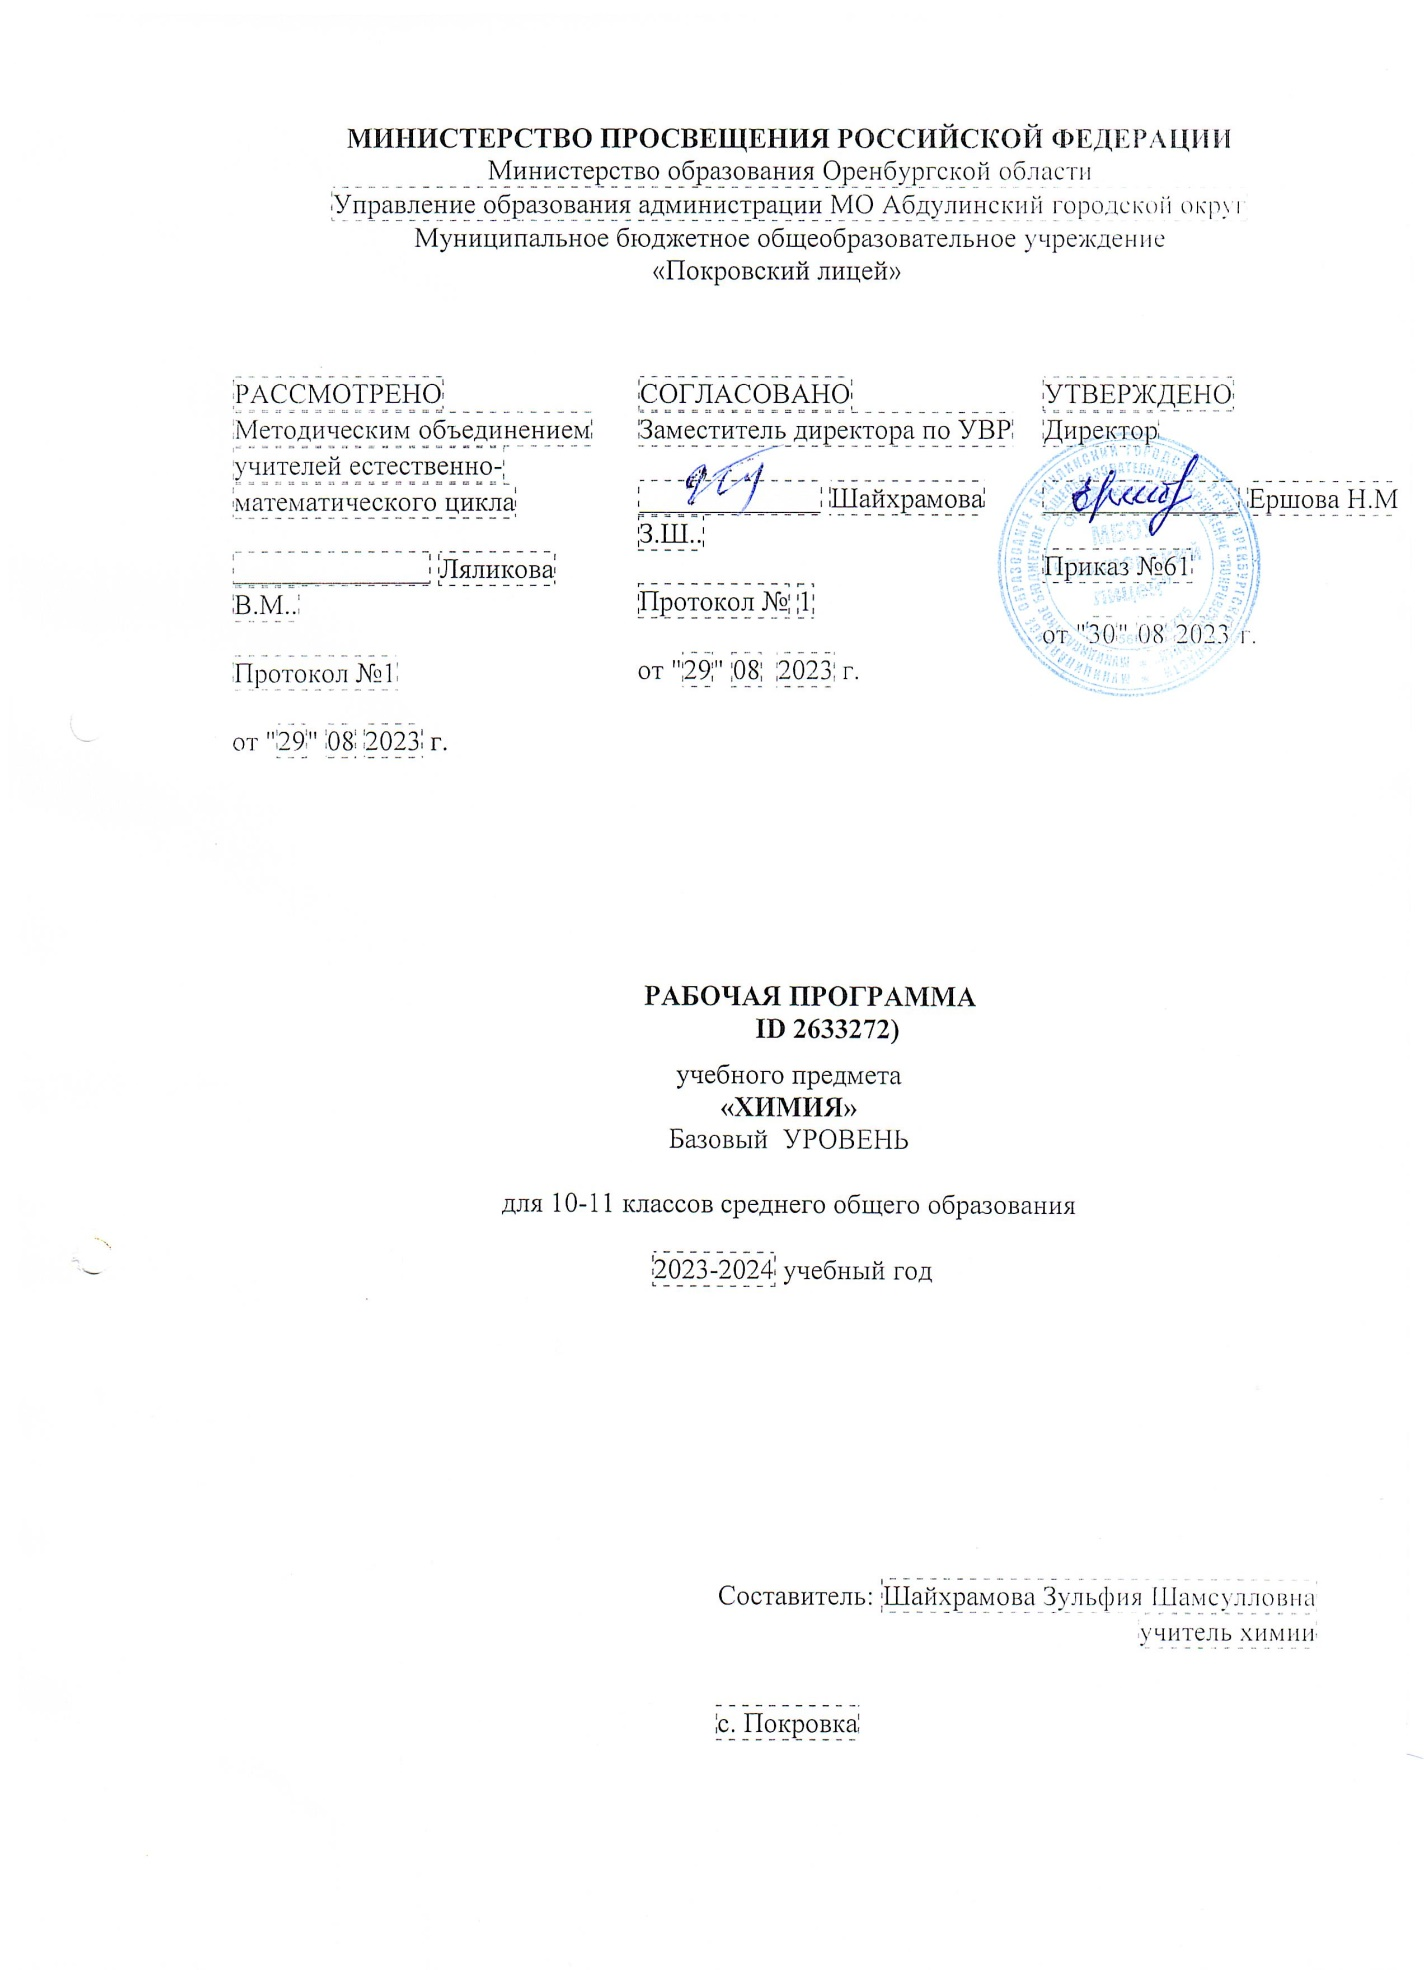 МИНИСТЕРСТВО ПРОСВЕЩЕНИЯ РОССИЙСКОЙ ФЕДЕРАЦИИ
Министерство образования Оренбургской области
Управление образования администрации МО Абдулинский городской округ
Муниципальное бюджетное общеобразовательное учреждение
«Покровский лицей»
РАССМОТРЕНО
Методическим объединением
учителей естественно-
математического цикла
Ляликова
В.М..
Протокол №1
от "29" 08 2023 г.
СОГЛАСОВАНО
Заместитель директора по УВР
Шайхрамова
З.Ш..
Протокол № 1
от "29" 08 2023 г.
УТВЕРЖДЕНО
Директор
Ершова Н.М
Приказ №61
от "30" 08 2023 г.
МБОУ
лицей
РАБОЧАЯ ПРОГРАММА
ID 2633272)
учебного предмета
«ХИМИЯ»
Базовый УРОВЕНЬ
для 10-11 классов среднего общего образования
2023-2024 учебный год
Составитель: Шайхрамова Зульфия Шамсулловна
учитель химии
с. Покровка